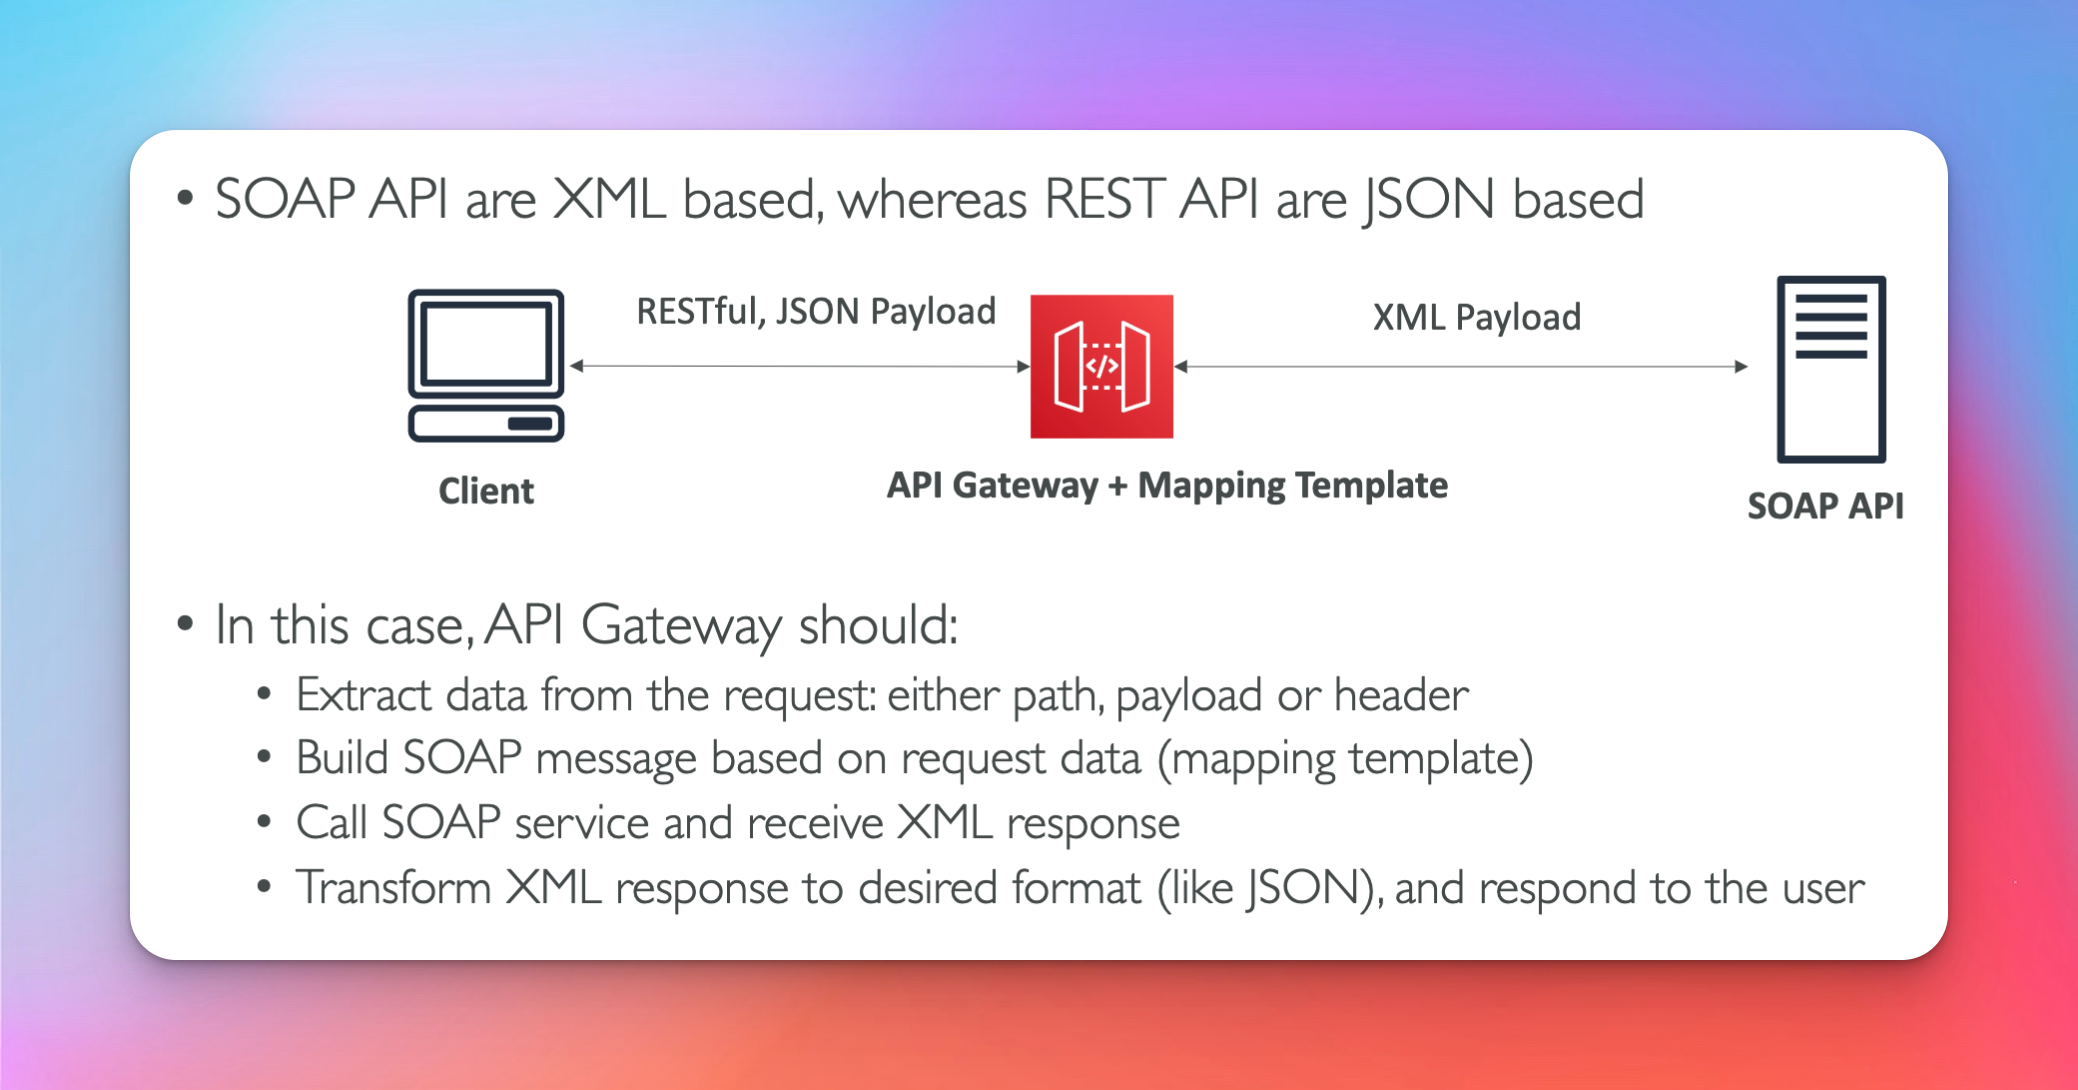 • SOAP API are XML based, whereas REST API are JSON based
RESTful, JSON Payload
XML Payload
</>
Client
API Gateway + Mapping Template
SOAP API
• In this case, API Gateway should:
• Extract data from the request: either path, payload or header
• Build SOAP message based on request data (mapping template)
• Call SOAP service and receive XML response
• Transform XML response to desired format (like JSON), and respond to the user